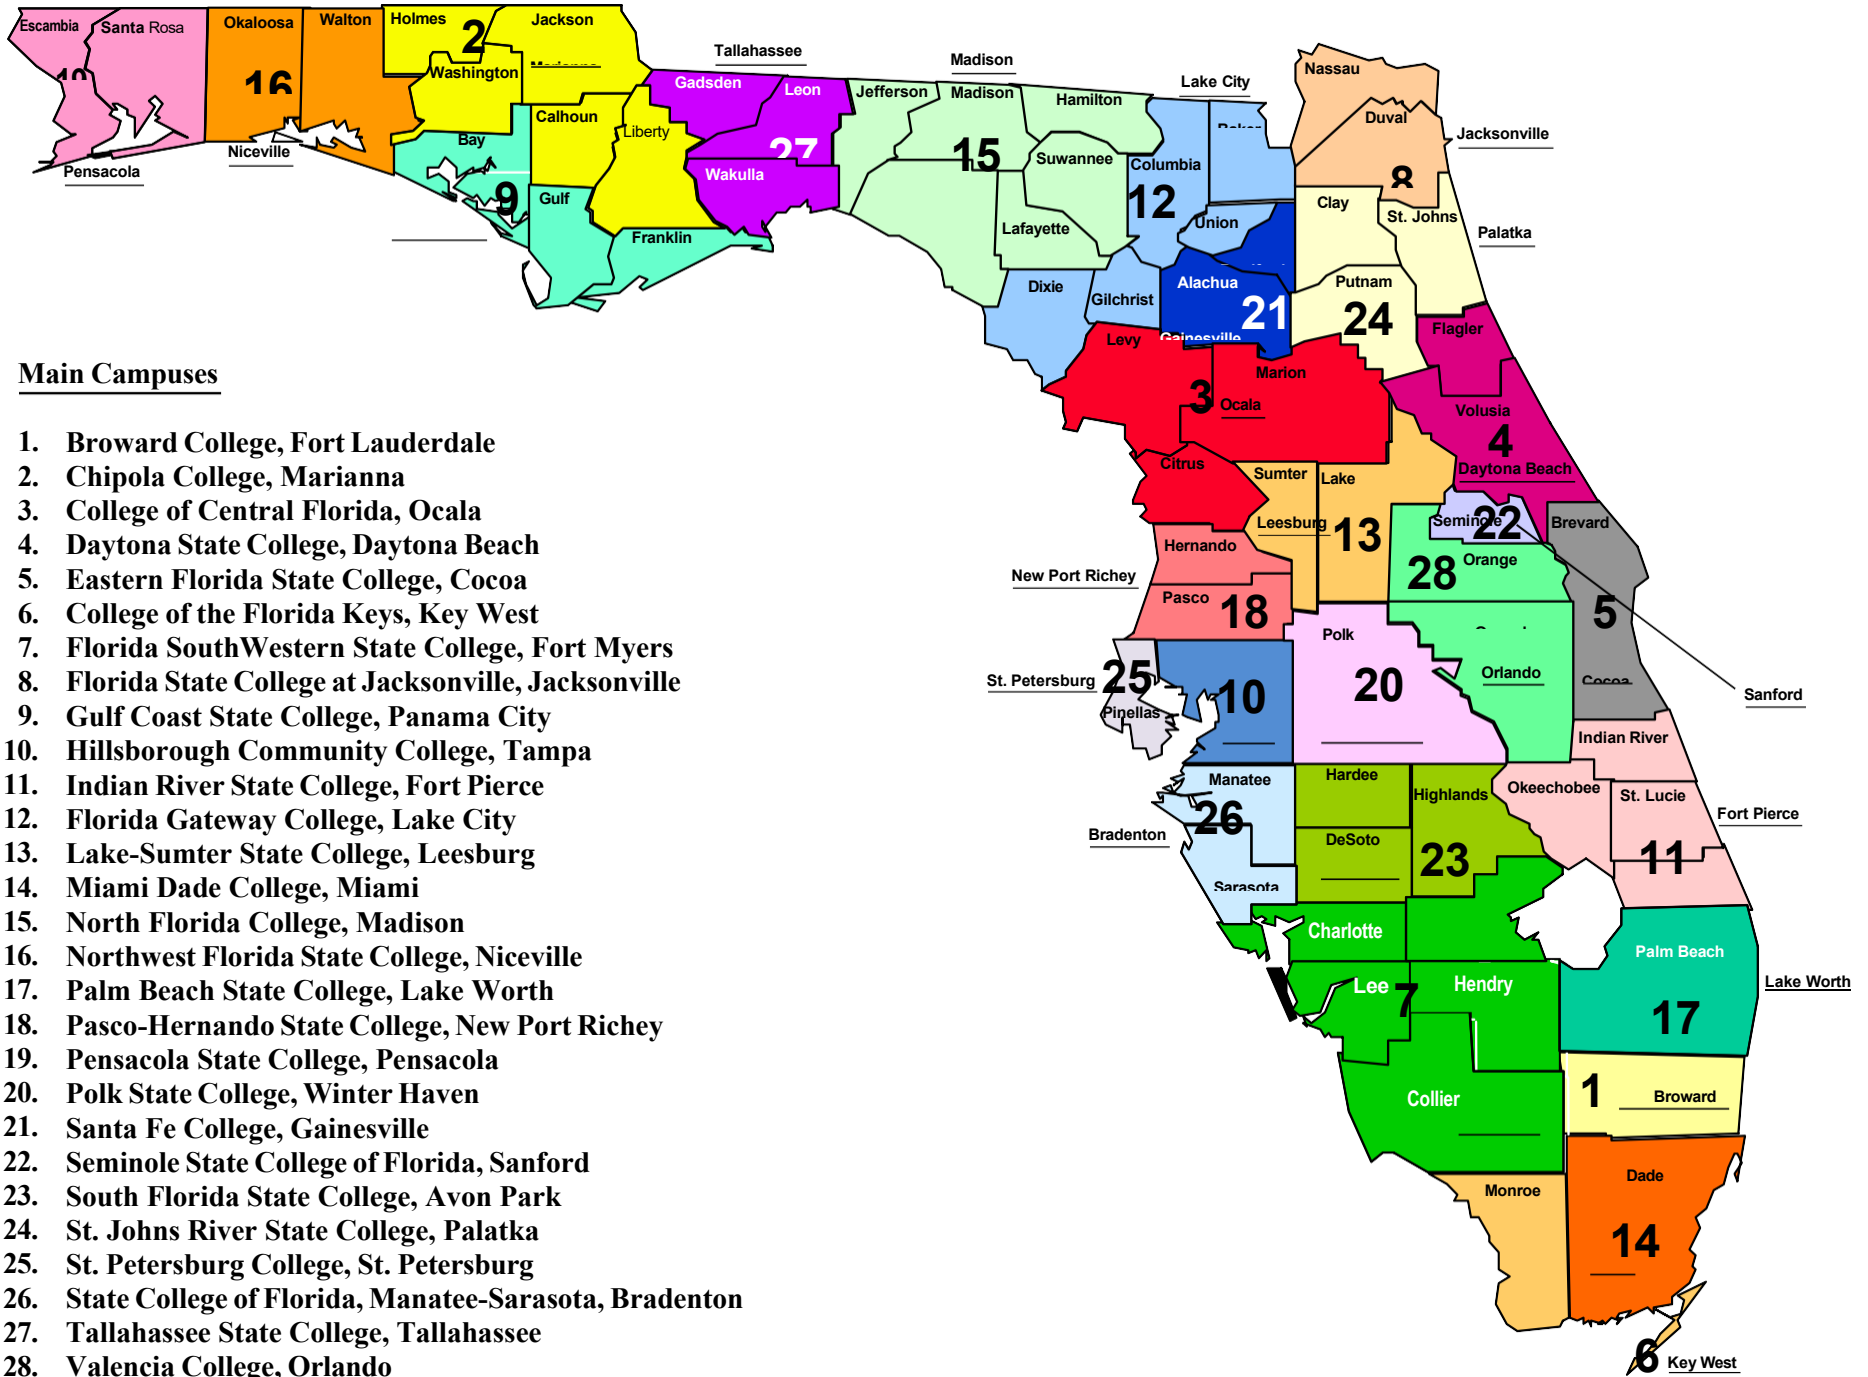 Escambia
Santa Rosa
Okaloosa
Walton
Holmes
2
Jackson
Washington
16
Tallahassee
Madison
Lake City
Gadsden
Leon
Jefferson
Madison
Hamilton
Nassau
Duval
Jacksonville
Calhoun
Liberty
Bay
Niceville
Pensacola
27
15
Suwannee
Columbia
8
Wakulla
12
9
Gulf
Clay
St. Johns
Palatka
Union
Lafayette
Franklin
Dixie
Gilchrist
Alachua
21
Putnam
24
Flagler
Gainesville
Levy
Marion
3
Ocala
Volusia
4
Daytona Beach
Citrus
Sumter
Lake
Leesburg
13
Seminole
22
Brevard
Hernando
28
Orange
New Port Richey
Pasco
18
5
Polk
St. Petersburg
25
Pinellas
10
20
Orlando
Cocoa
Sanford
Indian River
Manatee
26
Hardee
Highlands
Okeechobee
St. Lucie
Fort Pierce
Bradenton
DeSoto
23
11
Sarasota
Charlotte
Palm Beach
Lee
7
Hendry
Lake Worth
17
Collier
1
Broward
Monroe
Dade
14
6
Key West
Main Campuses
1. Broward College, Fort Lauderdale
2. Chipola College, Marianna
3. College of Central Florida, Ocala
4. Daytona State College, Daytona Beach
5. Eastern Florida State College, Cocoa
6. College of the Florida Keys, Key West
7. Florida SouthWestern State College, Fort Myers
8. Florida State College at Jacksonville, Jacksonville
9. Gulf Coast State College, Panama City
10. Hillsborough Community College, Tampa
11. Indian River State College, Fort Pierce
12. Florida Gateway College, Lake City
13. Lake-Sumter State College, Leesburg
14. Miami Dade College, Miami
15. North Florida College, Madison
16. Northwest Florida State College, Niceville
17. Palm Beach State College, Lake Worth
18. Pasco-Hernando State College, New Port Richey
19. Pensacola State College, Pensacola
20. Polk State College, Winter Haven
21. Santa Fe College, Gainesville
22. Seminole State College of Florida, Sanford
23. South Florida State College, Avon Park
24. St. Johns River State College, Palatka
25. St. Petersburg College, St. Petersburg
26. State College of Florida, Manatee-Sarasota, Bradenton
27. Tallahassee State College, Tallahassee
28. Valencia College, Orlando